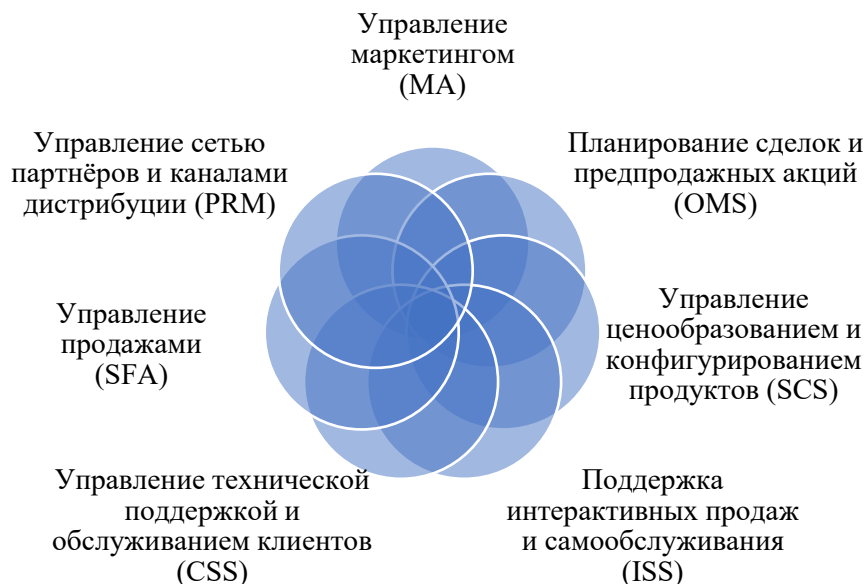 Управление
маркетингом
(MA)
Управление сетью
партнёров и каналами
дистрибуции (PRM)
Планирование сделок и
предпродажных акций
(OMS)
Управление
продажами
(SFA)
Управление
ценообразованием и
конфигурированием
продуктов (SCS)
Управление технической
поддержкой и
обслуживанием клиентов
(CSS)
Поддержка
интерактивных продаж
и самообслуживания
(ISS)